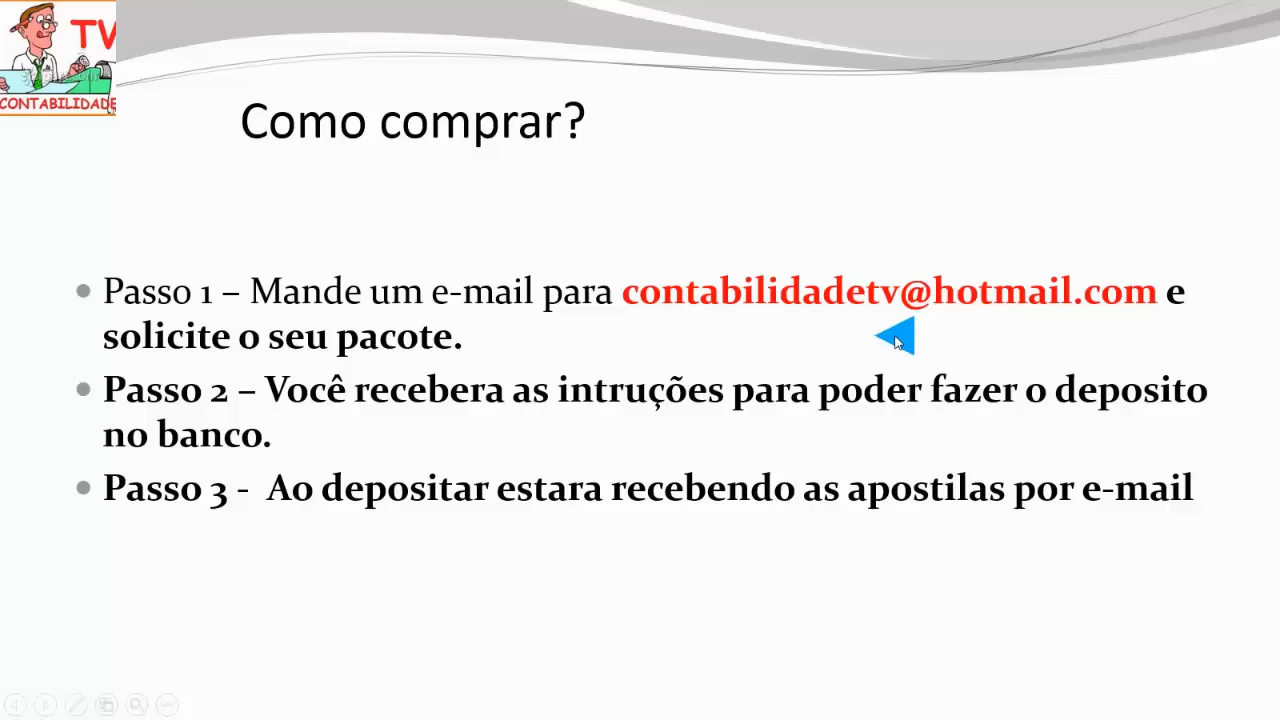 TV
CONTABILIDADE
Como comprar?
Passo 1 – Mande um e-mail para contabilidadetv@hotmail.com e
solicite o seu pacote.
Passo 2 – Você recebera as intruções para poder fazer o deposito
no banco.
Passo 3 - Ao depositar estara recebendo as apostilas por e-mail